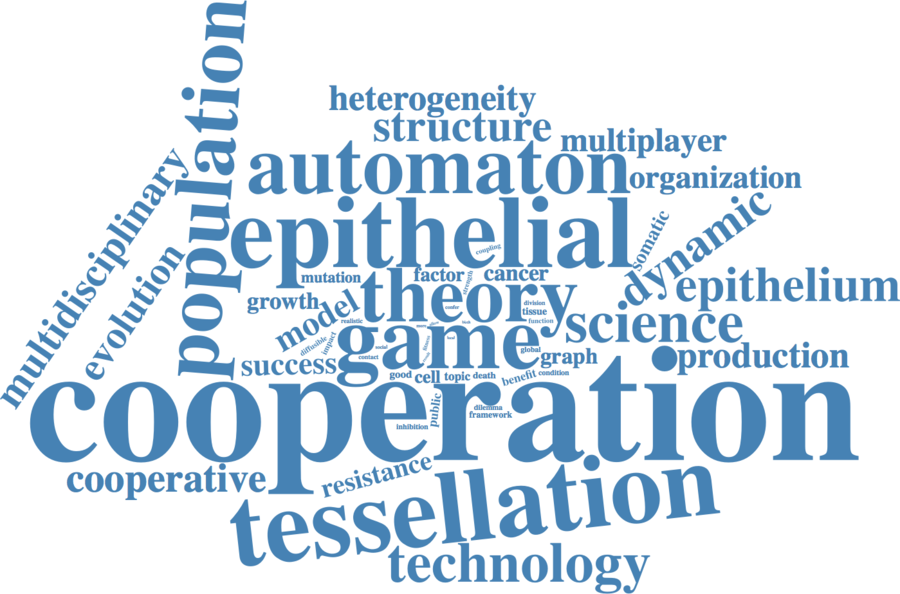 population
heterogeneity
structure
multiplayer
automaton
organization
multidisciplinary
epithelial
somatic
dynamic
coupling
evolution
mutation
factor
cancer
strength
epithelium
growth
theory
division
tissue
model
function
science
realistic
diffusible
impact
game
global
graph
production
social
contact
success
good
cell
topic
death
benefit
condition
cooperation
public
dilemma
framework
inhibition
cooperative
resistance
tessellation
technology